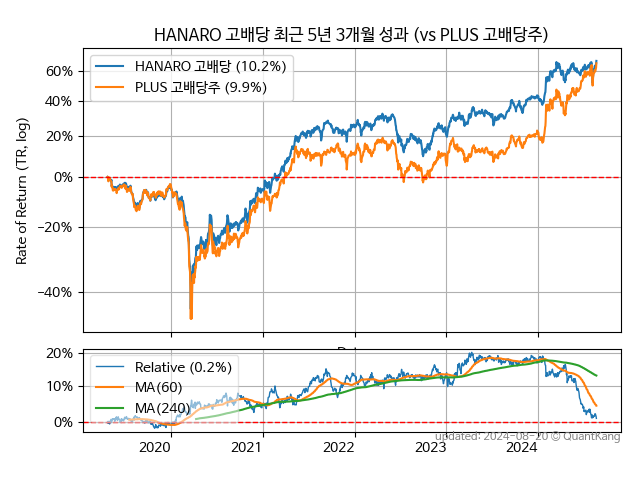 HANARO 고배당 최근 5년 3개월 성과 (vs PLUS 고배당주)
Rate of Return (TR, log)
60%
40%
20%
0%
−20%
−40%
HANARO 고배당 (10.2%)
PLUS 고배당주 (9.9%)
20%
10%
0%
Relative (0.2%)
MA(60)
MA(240)
2020
2021
2022
2023
2024
updated: 2024-08-20 © QuantKang